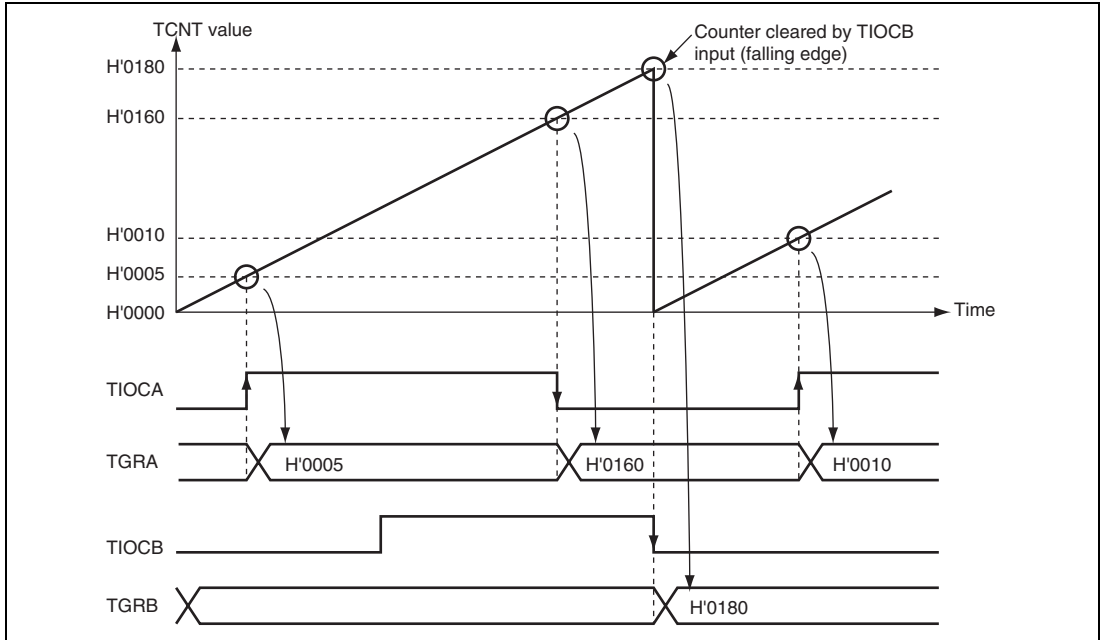 TCNT value
Counter cleared by TIOCB
input (falling edge)
H'0180
H'0160
H'0010
H'0005
H'0000
Time
TIOCA
TGRA
H'0005
H'0160
H'0010
TIOCB
TGRB
H'0180